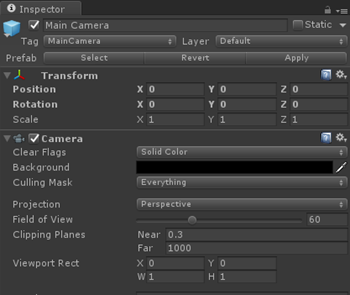 Inspector
Main Camera Static
Tag MainCamera Layer Default
Prefab Select Revert Apply
Transform
Position X 0 Y 0 Z 0
Rotation X 0 Y 0 Z 0
Scale X 1 Y 1 Z 1
Camera
Clear Flags Solid Color
Background
Culling Mask Everything
Projection Perspective
Field of View 60
Clipping Planes Near 0.3
Far 1000
Viewport Rect X 0 Y 0
W 1 H 1